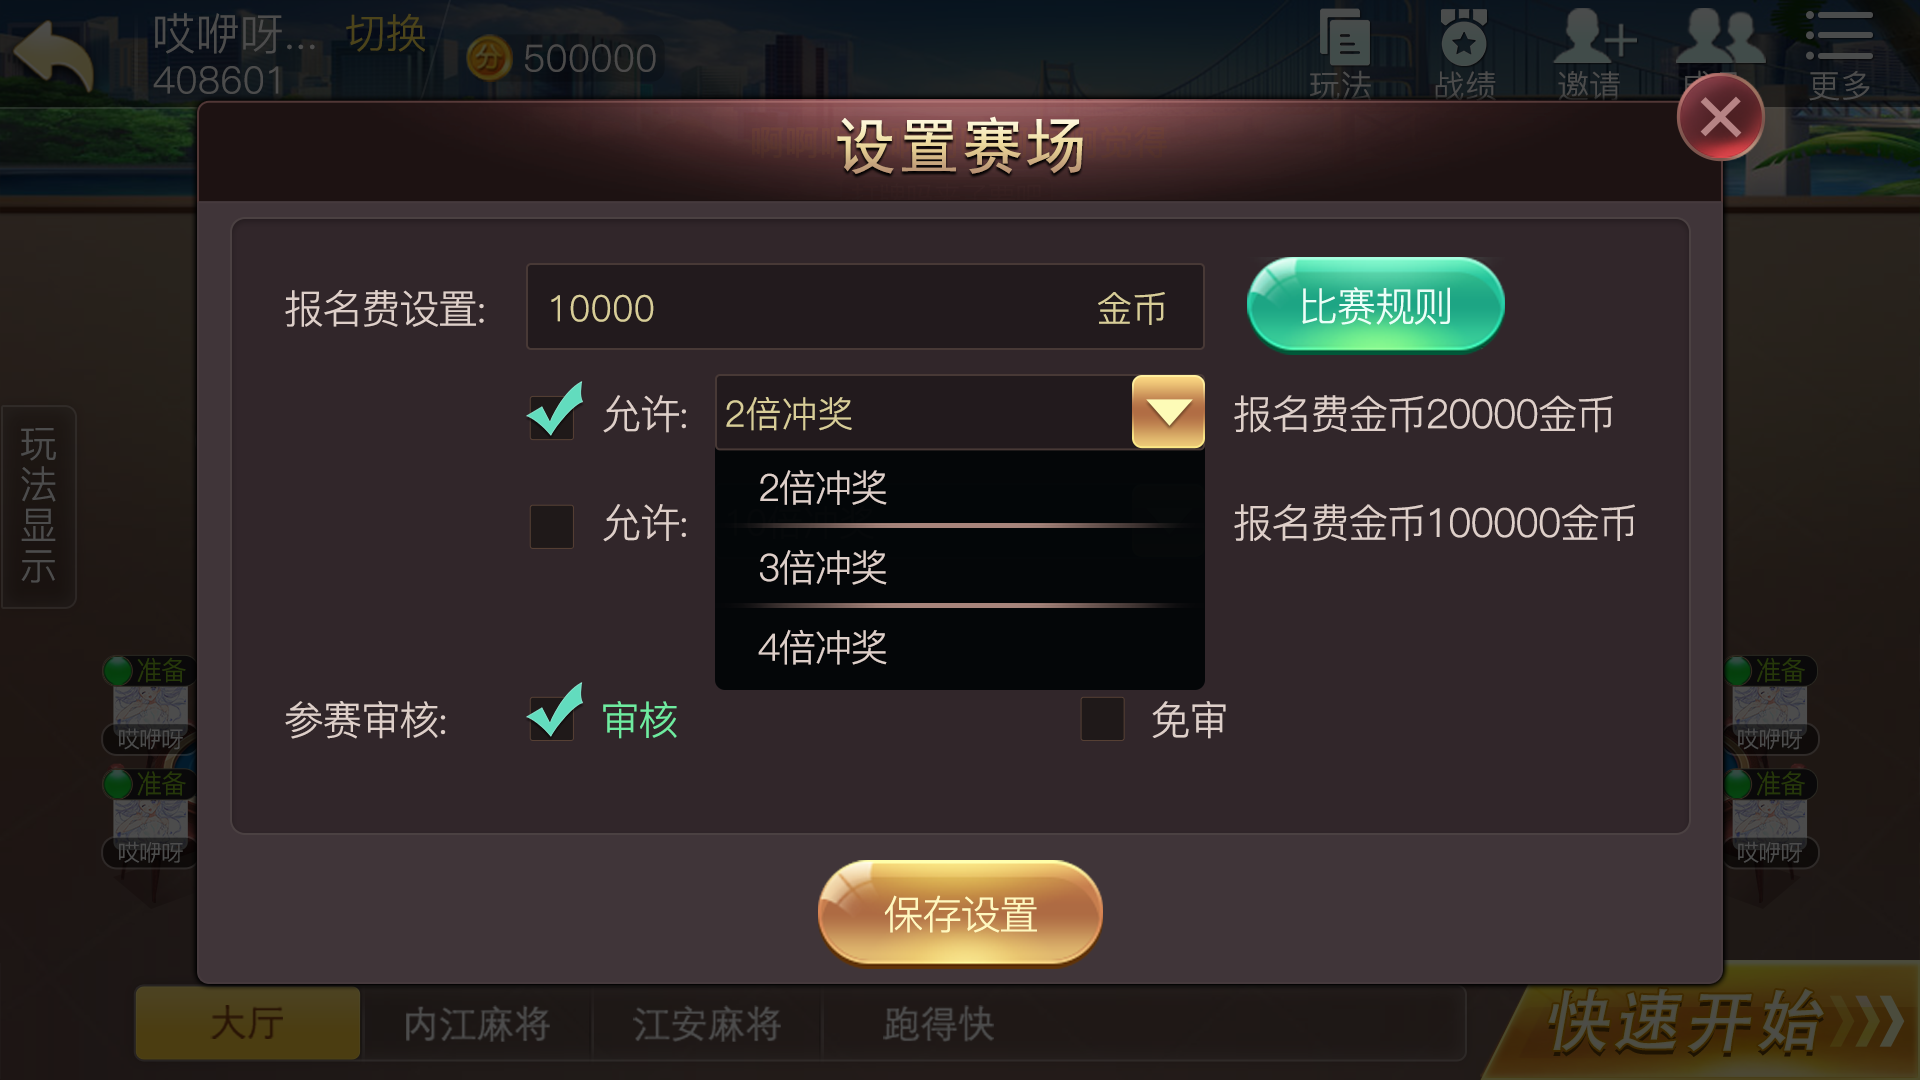 哎咿呀... 切换
408601
500000
玩法
战绩
邀请
更多
设置赛场
报名费设置: 10000 金币
比赛规则
允许: 2倍冲奖 报名费金币20000金币
2倍冲奖
允许: 报名费金币100000金币
3倍冲奖
4倍冲奖
参赛审核: 审核 免审
保存设置
玩法显示
准备
哎咿呀
准备
哎咿呀
准备
哎咿呀
准备
哎咿呀
大厅 内江麻将 江安麻将 跑得快
快速开始